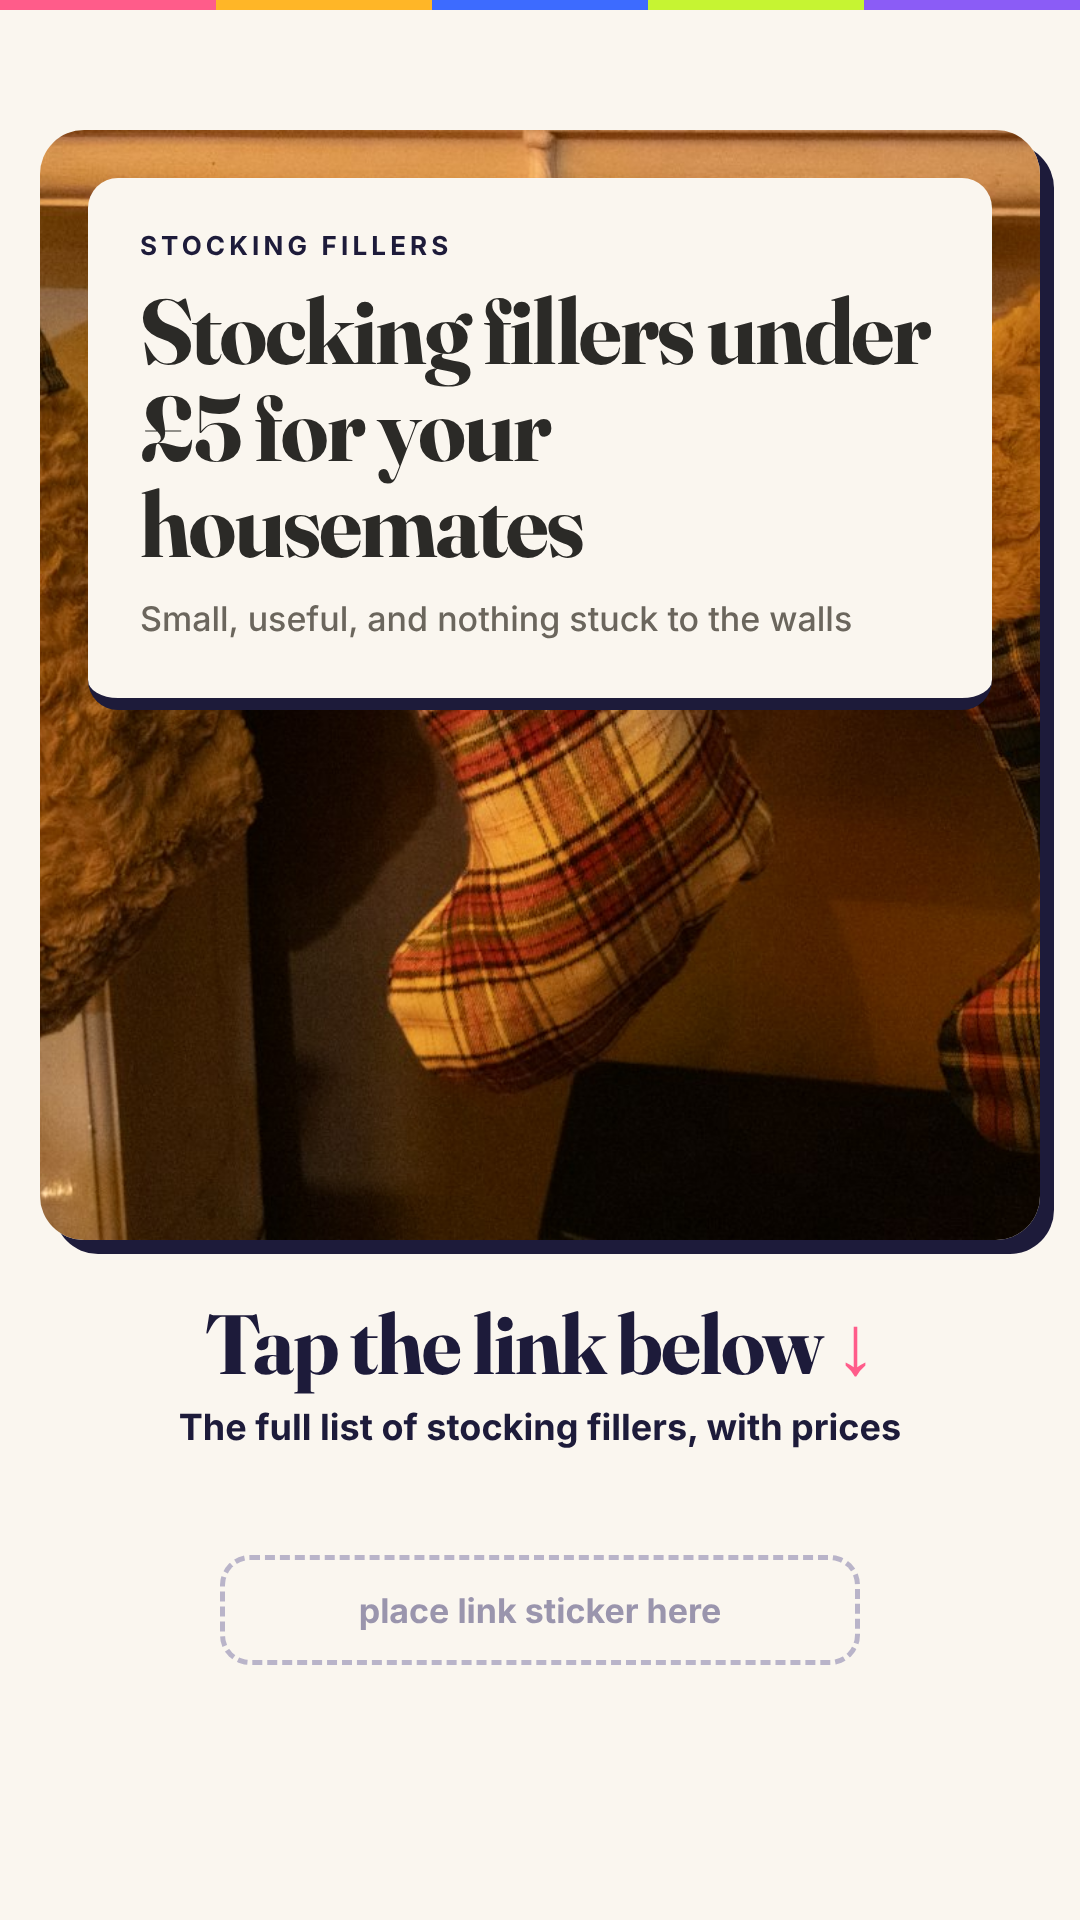 STOCKING FILLERS
Stocking fillers under
£5 for your
housemates
Small, useful, and nothing stuck to the walls
Tap the link below ↓
The full list of stocking fillers, with prices
place link sticker here